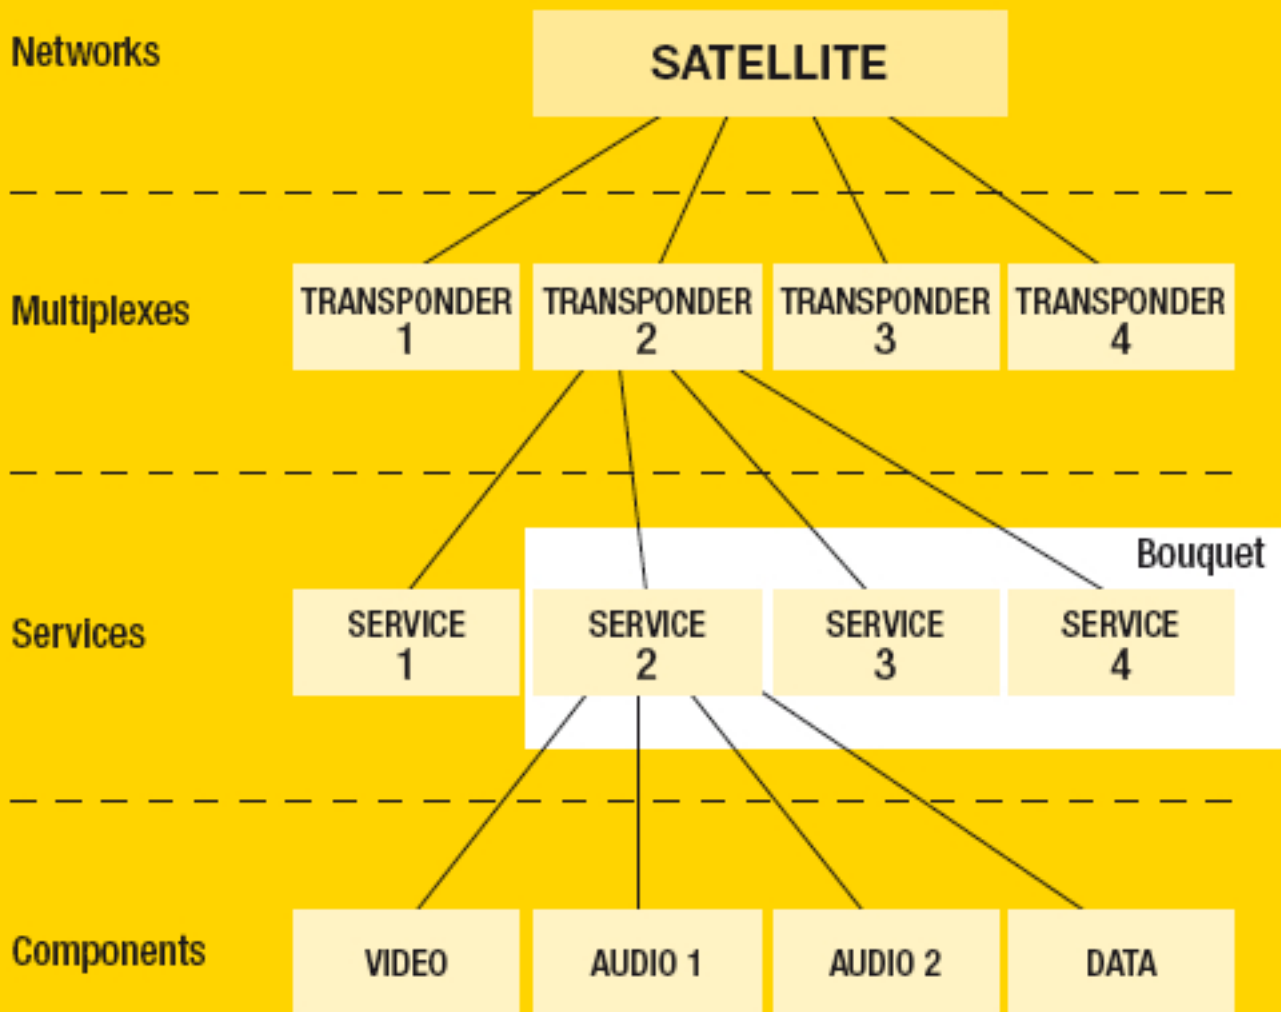 Networks
SATELLITE
Multiplexes
TRANSPONDER
1
TRANSPONDER
2
TRANSPONDER
3
TRANSPONDER
4
Bouquet
Services
SERVICE
1
SERVICE
2
SERVICE
3
SERVICE
4
Components
VIDEO
AUDIO 1
AUDIO 2
DATA